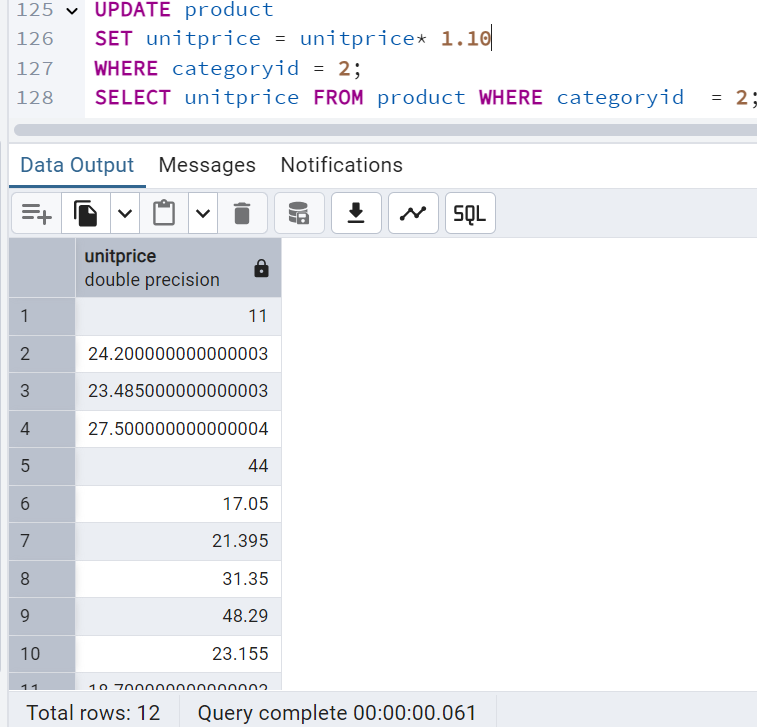 125 UPDATE product
126 SET unitprice = unitprice* 1.10
127 WHERE categoryid = 2;
128 SELECT unitprice FROM product WHERE categoryid  = 2;
Data Output Messages Notifications
SQL
unitprice
double precision
1 11
2 24.200000000000003
3 23.485000000000003
4 27.500000000000004
5 44
6 17.05
7 21.395
8 31.35
9 48.29
10 23.155
11 18.700000000000003
Total rows: 12 Query complete 00:00:00.061